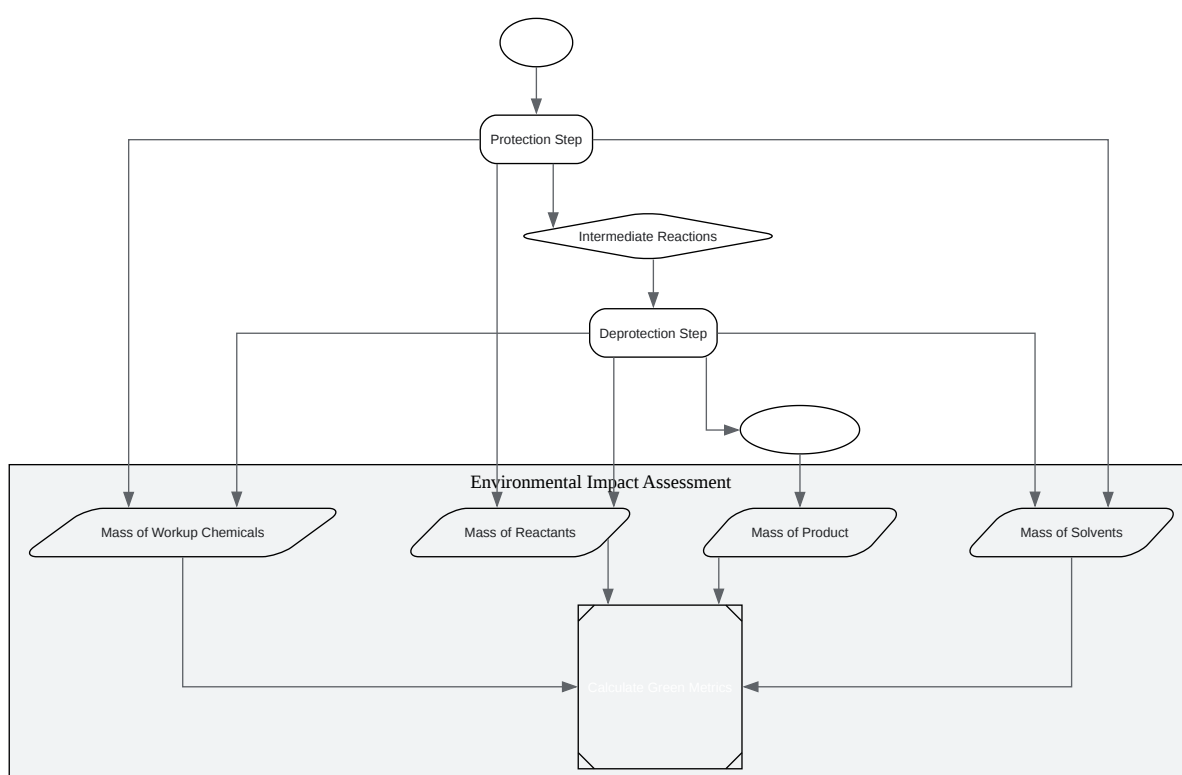 Protection Step
Intermediate Reactions
Deprotection Step
Environmental Impact Assessment
Mass of Workup Chemicals
Mass of Reactants
Mass of Product
Mass of Solvents
Calculate Green Metrics